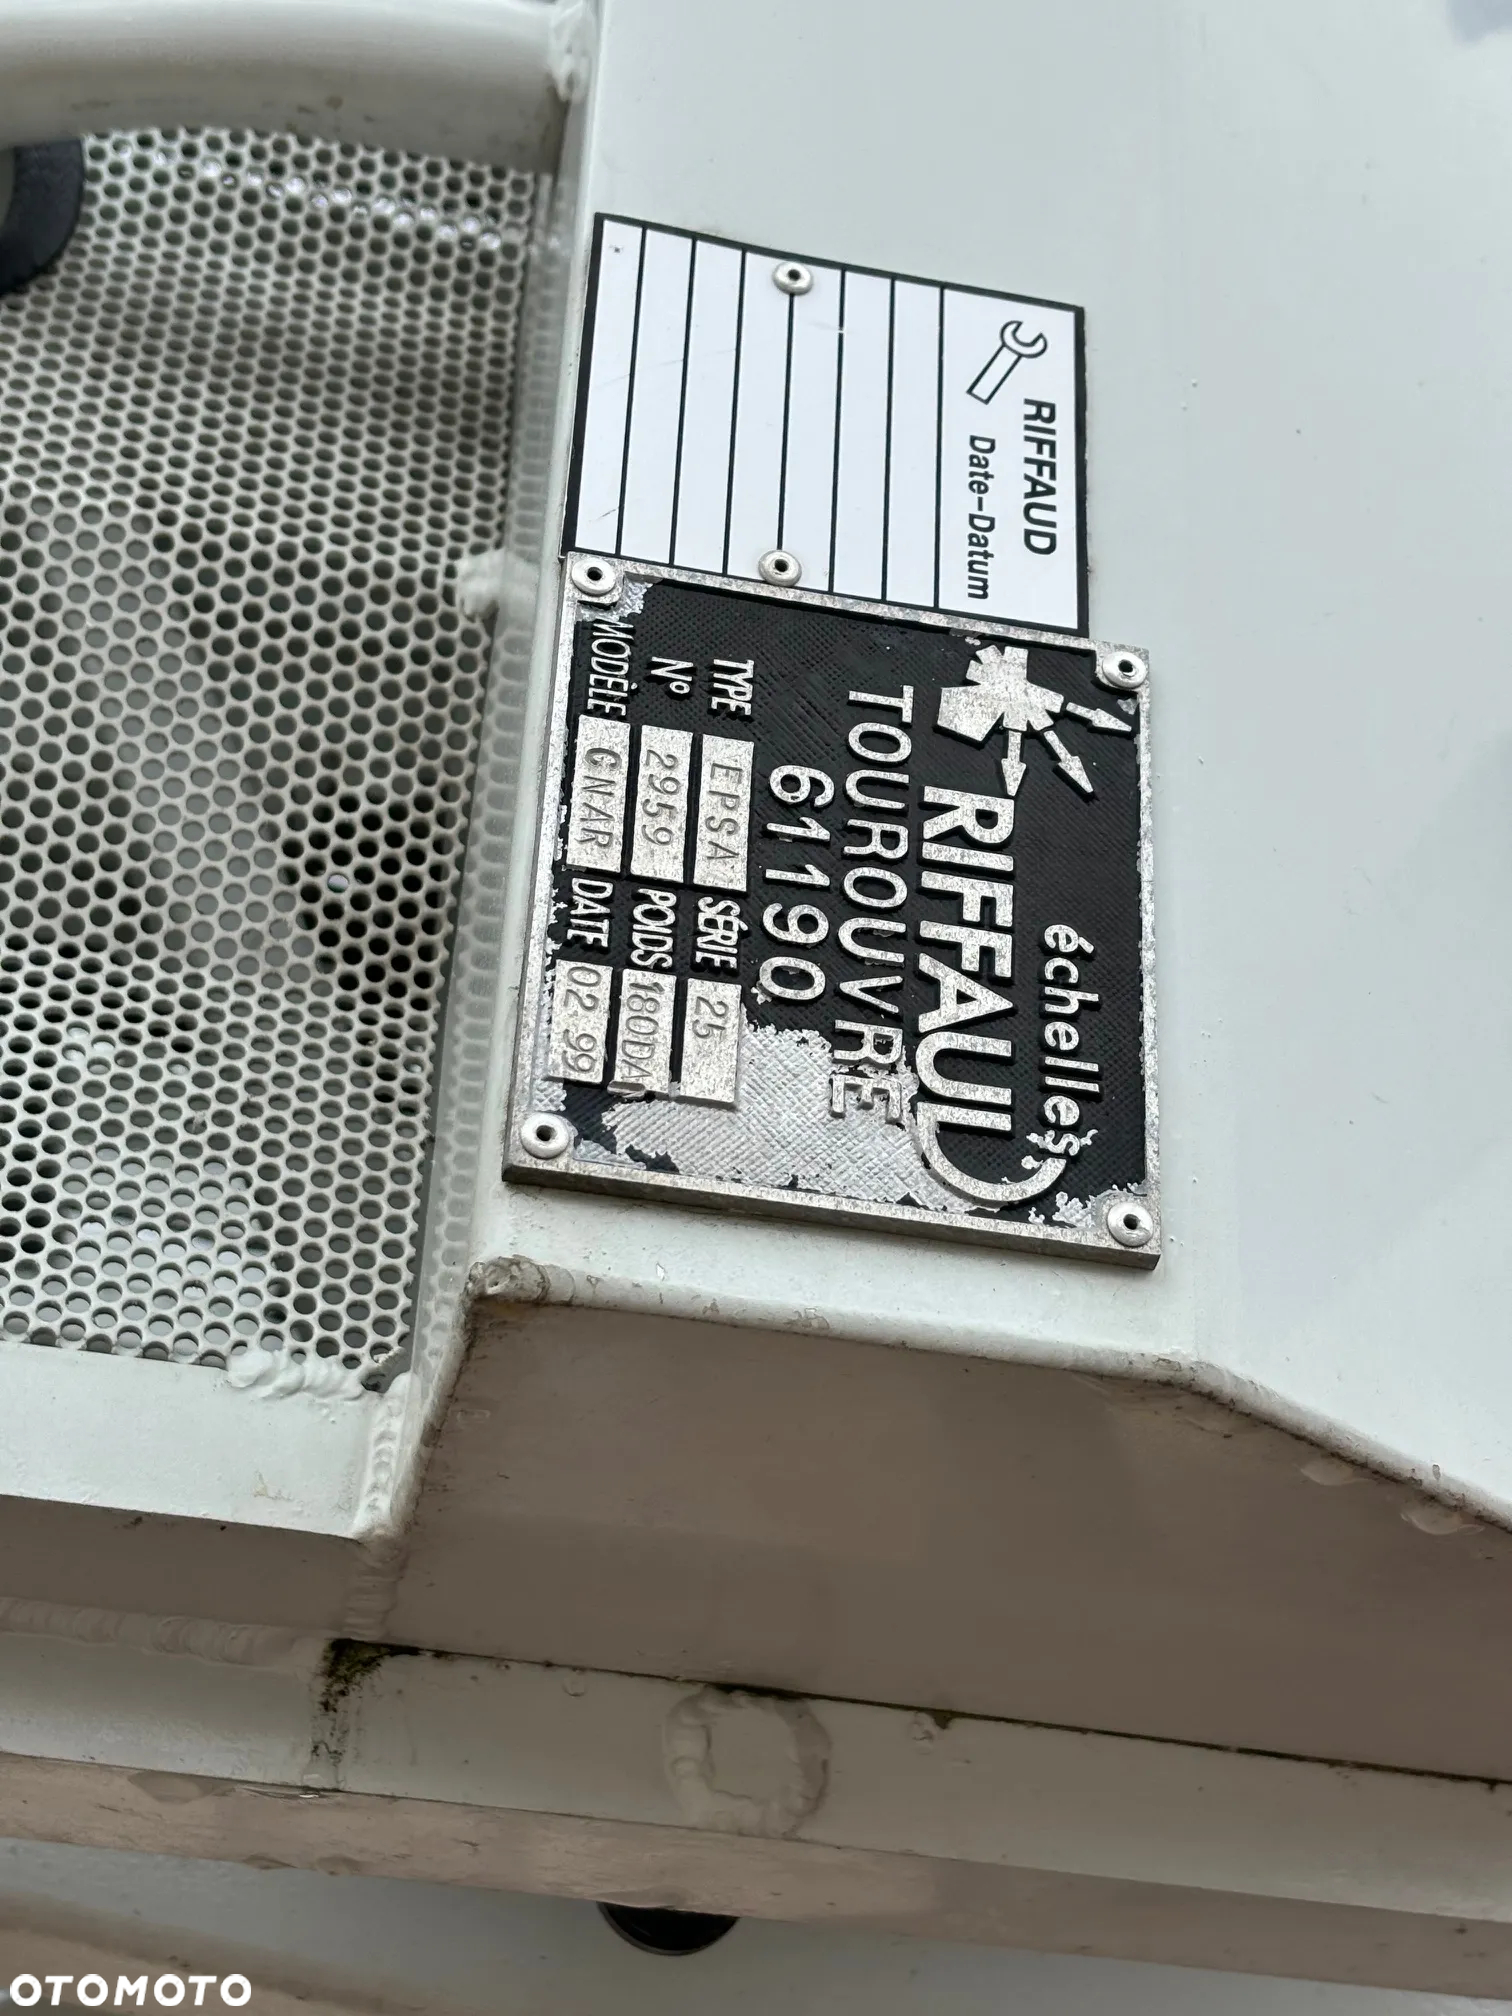 RIFFAUD
Date-Datum
échelles
RIFFAUD
TOUROUVRE
61190
TYPE EPSA SÉRIE 25
N° 2959 POIDS 180DAN
MODÈLE GNAR DATE 02 99
OTOMOTO